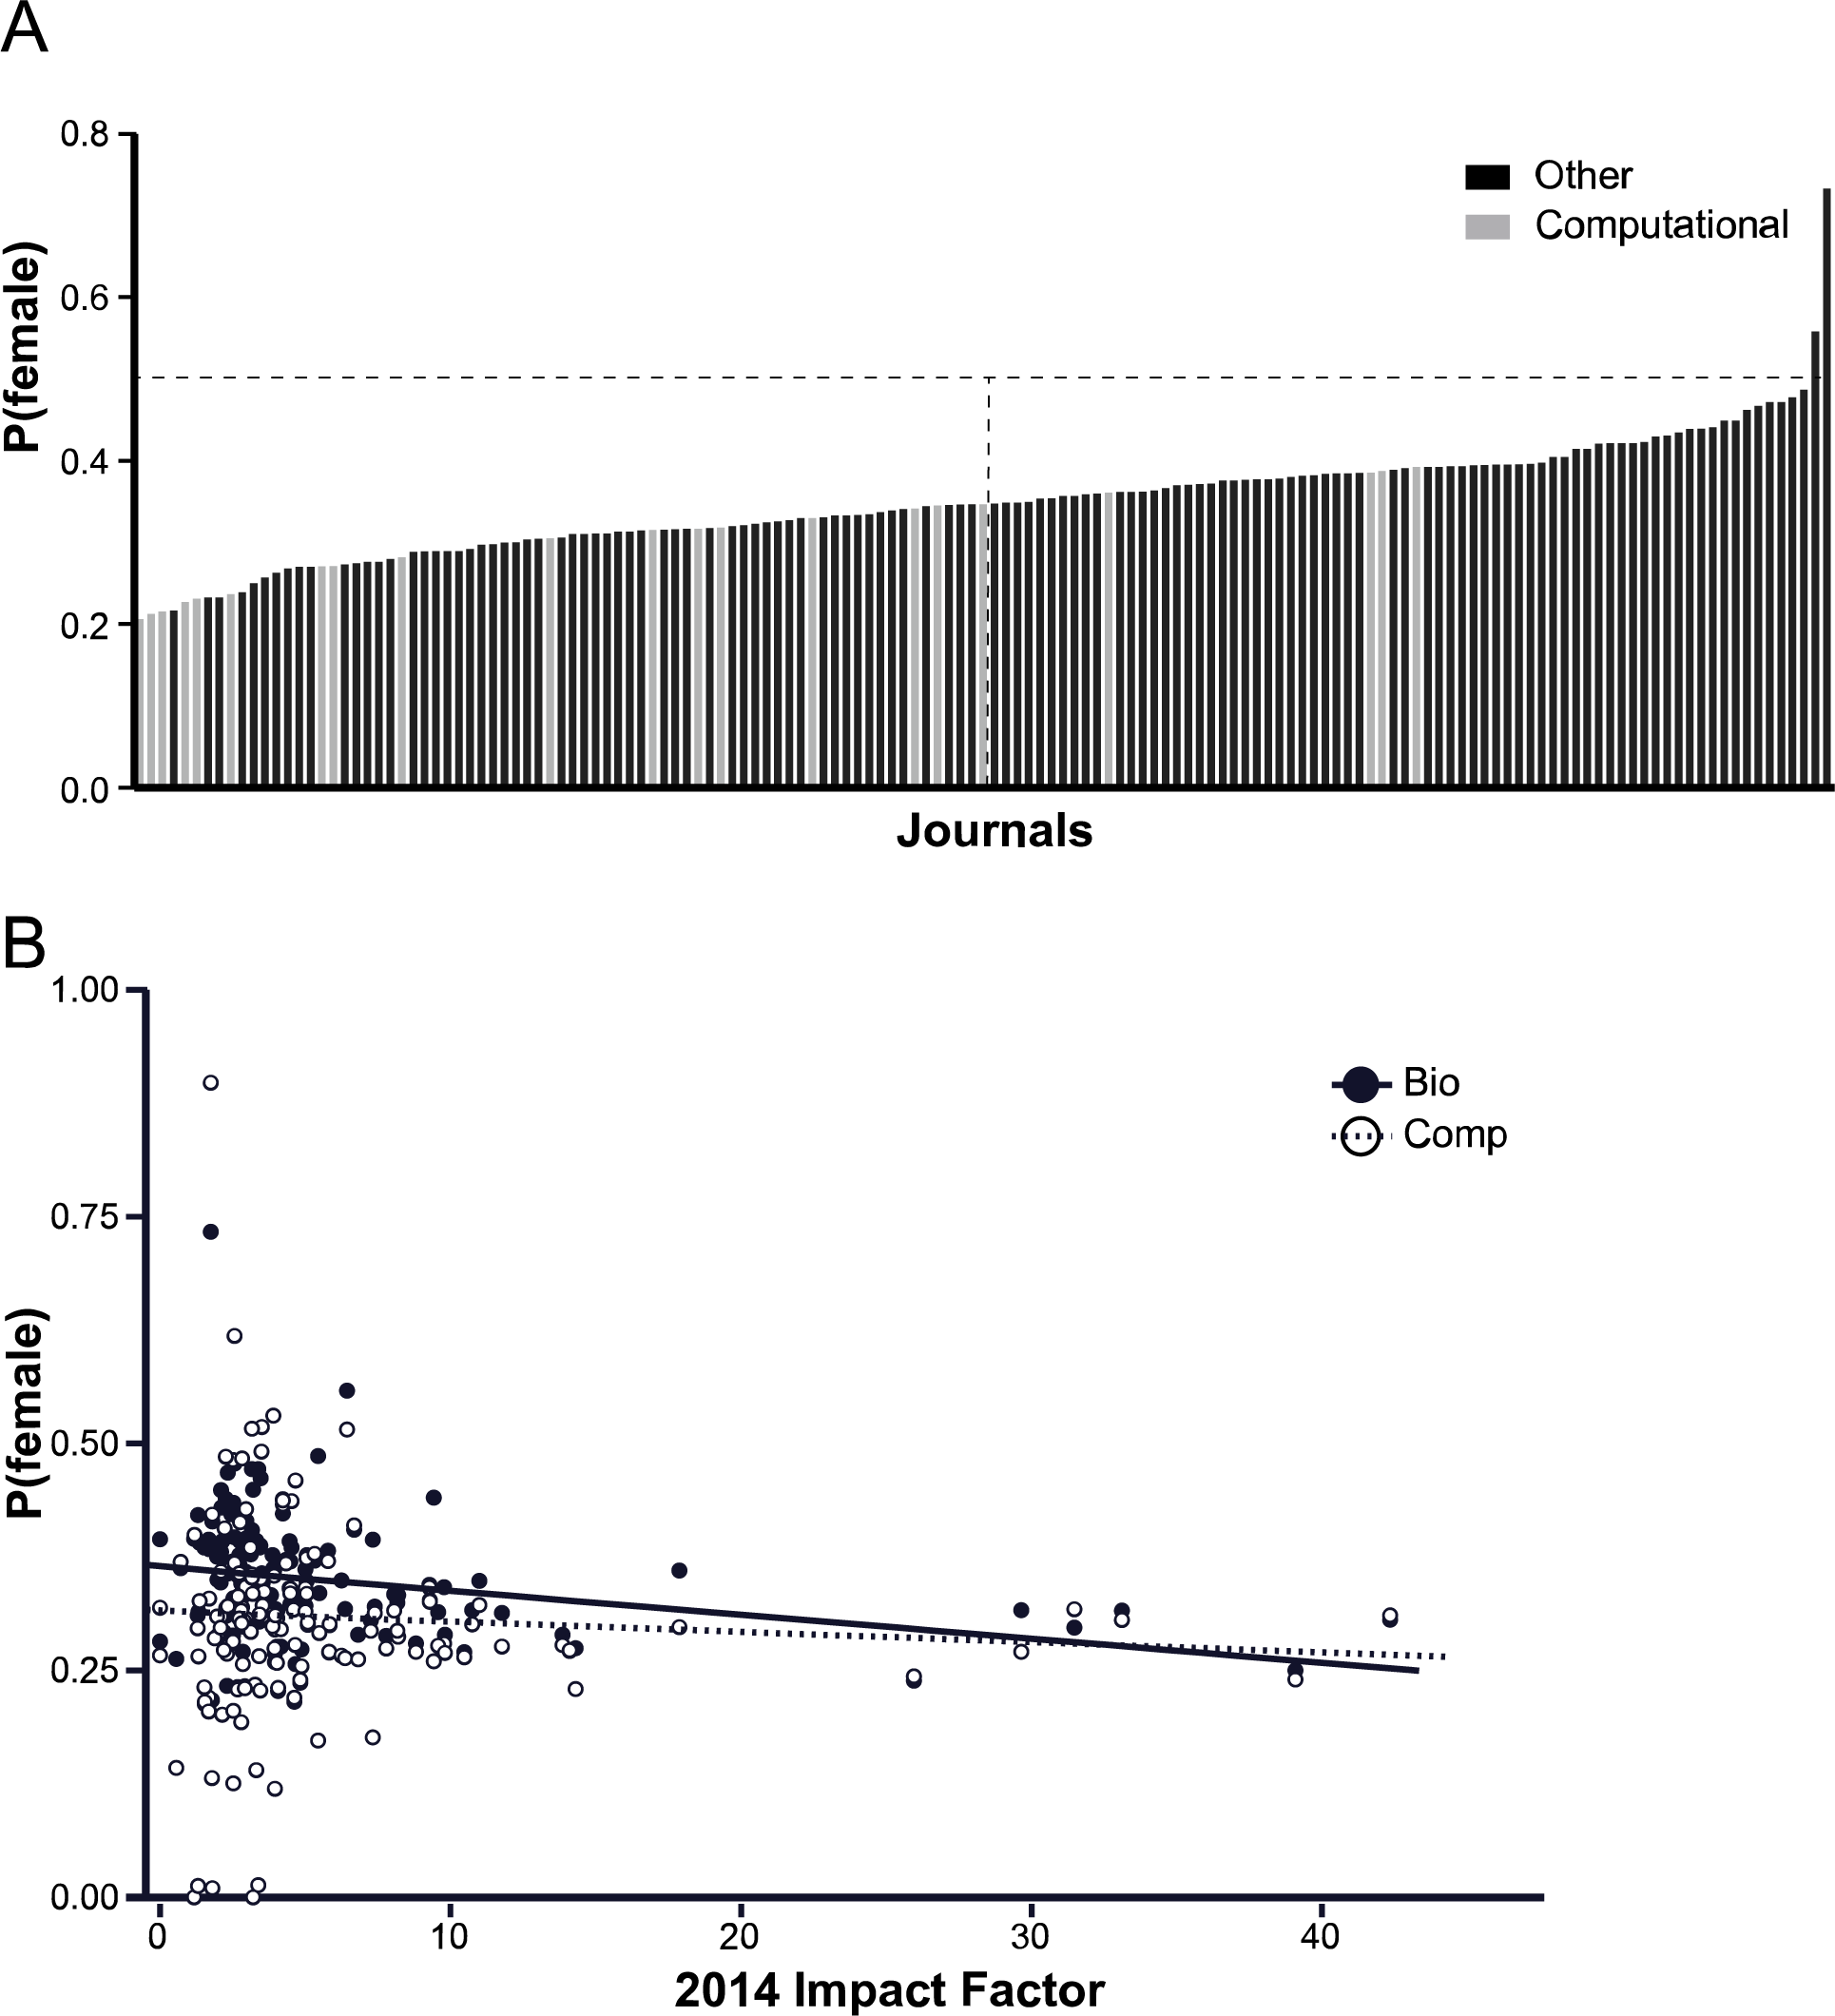 A
0.8
0.6
0.4
0.2
0.0
P(female)
Other
Computational
Journals
B
1.00
0.75
0.50
0.25
0.00
P(female)
Bio
Comp
0 10 20 30 40
2014 Impact Factor